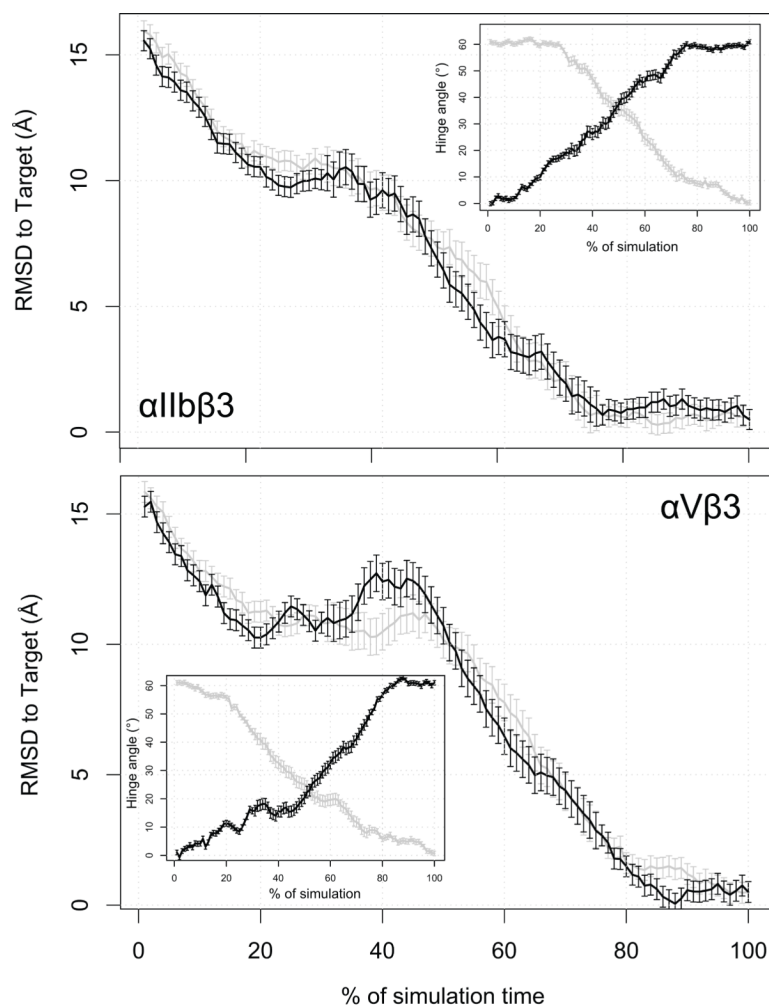 15
10
5
0
RMSD to Target (Å)
αIIbβ3
60
50
40
30
20
10
0
Hinge angle (°)
0 20 40 60 80 100
% of simulation
15
10
5
0
RMSD to Target (Å)
αVβ3
60
50
40
30
20
10
0
Hinge angle (°)
0 20 40 60 80 100
% of simulation
0 20 40 60 80 100
% of simulation time